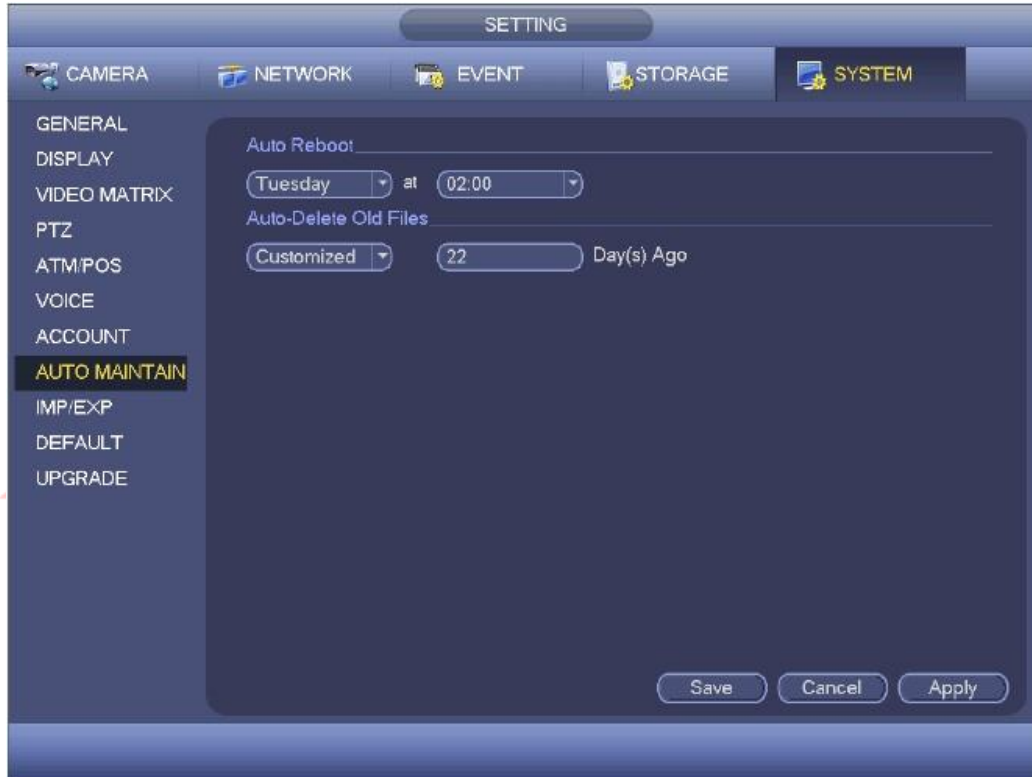 SETTING
CAMERA NETWORK EVENT STORAGE SYSTEM
GENERAL
DISPLAY
VIDEO MATRIX
PTZ
ATM/POS
VOICE
ACCOUNT
AUTO MAINTAIN
IMP/EXP
DEFAULT
UPGRADE
Auto Reboot
Tuesday at 02:00
Auto-Delete Old Files
Customized 22 Day(s) Ago
Save Cancel Apply